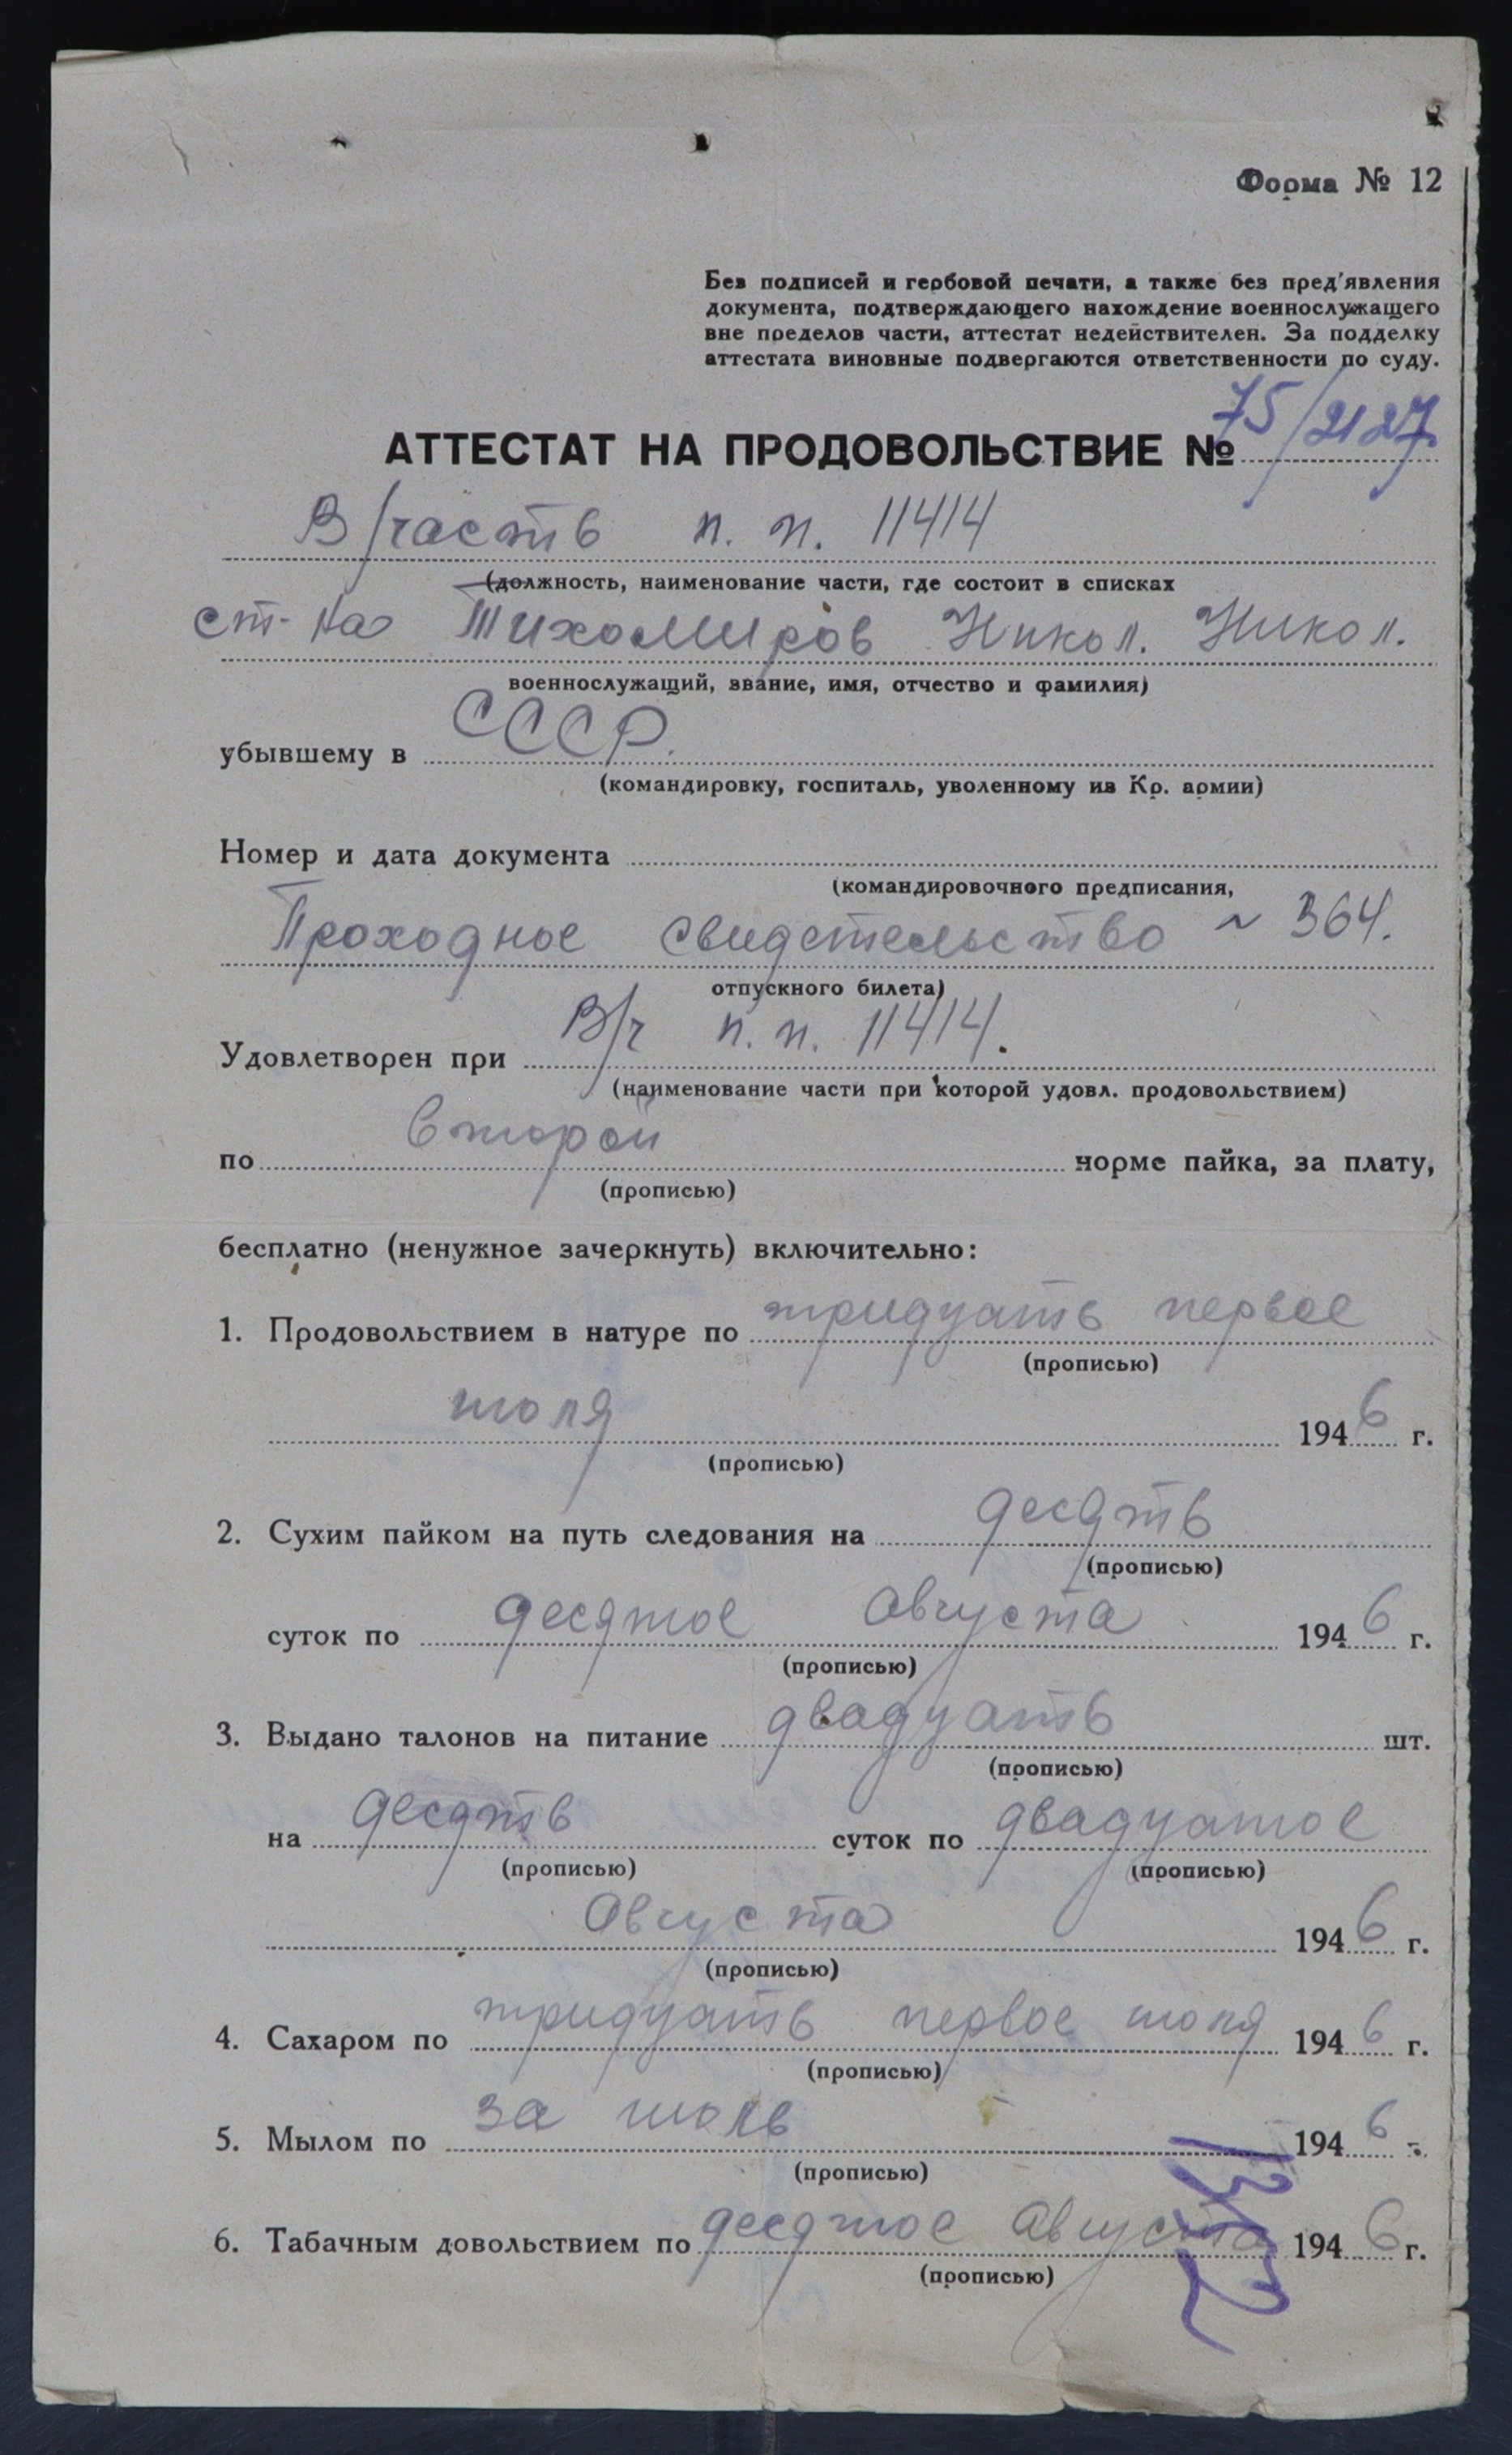 Форма № 12
Без подписей и гербовой печати, а также без пред'явления
документа, подтверждающего нахождение военнослужащего
вне пределов части, аттестат недействителен. За подделку
аттестата виновные подвергаются ответственности по суду.
АТТЕСТАТ НА ПРОДОВОЛЬСТВИЕ № 75/2127
В/часть п. п. 11414
(должность, наименование части, где состоит в списках
ст-на Тихомиров Никол. Никол.
военнослужащий, звание, имя, отчество и фамилия)
убывшему в СССР.
(командировку, госпиталь, уволенному из Кр. армии)
Номер и дата документа
(командировочного предписания,
Проходное свидетельство ~ 364.
отпускного билета)
Удовлетворен при В/ч п. п. 11414.
(наименование части при которой удовл. продовольствием)
по второй норме пайка, за плату,
(прописью)
бесплатно (ненужное зачеркнуть) включительно:
1. Продовольствием в натуре по тридцать первое
(прописью)
июля 1946 г.
(прописью)
2. Сухим пайком на путь следования на десять
(прописью)
суток по десятое августа 1946 г.
(прописью)
3. Выдано талонов на питание двадцать шт.
(прописью)
на десять суток по двадцатое
(прописью) (прописью)
августа 1946 г.
(прописью)
4. Сахаром по тридцать первое июля 1946 г.
(прописью)
5. Мылом по за июль 1946 г.
(прописью)
6. Табачным довольствием по десятое августа 1946 г.
(прописью)